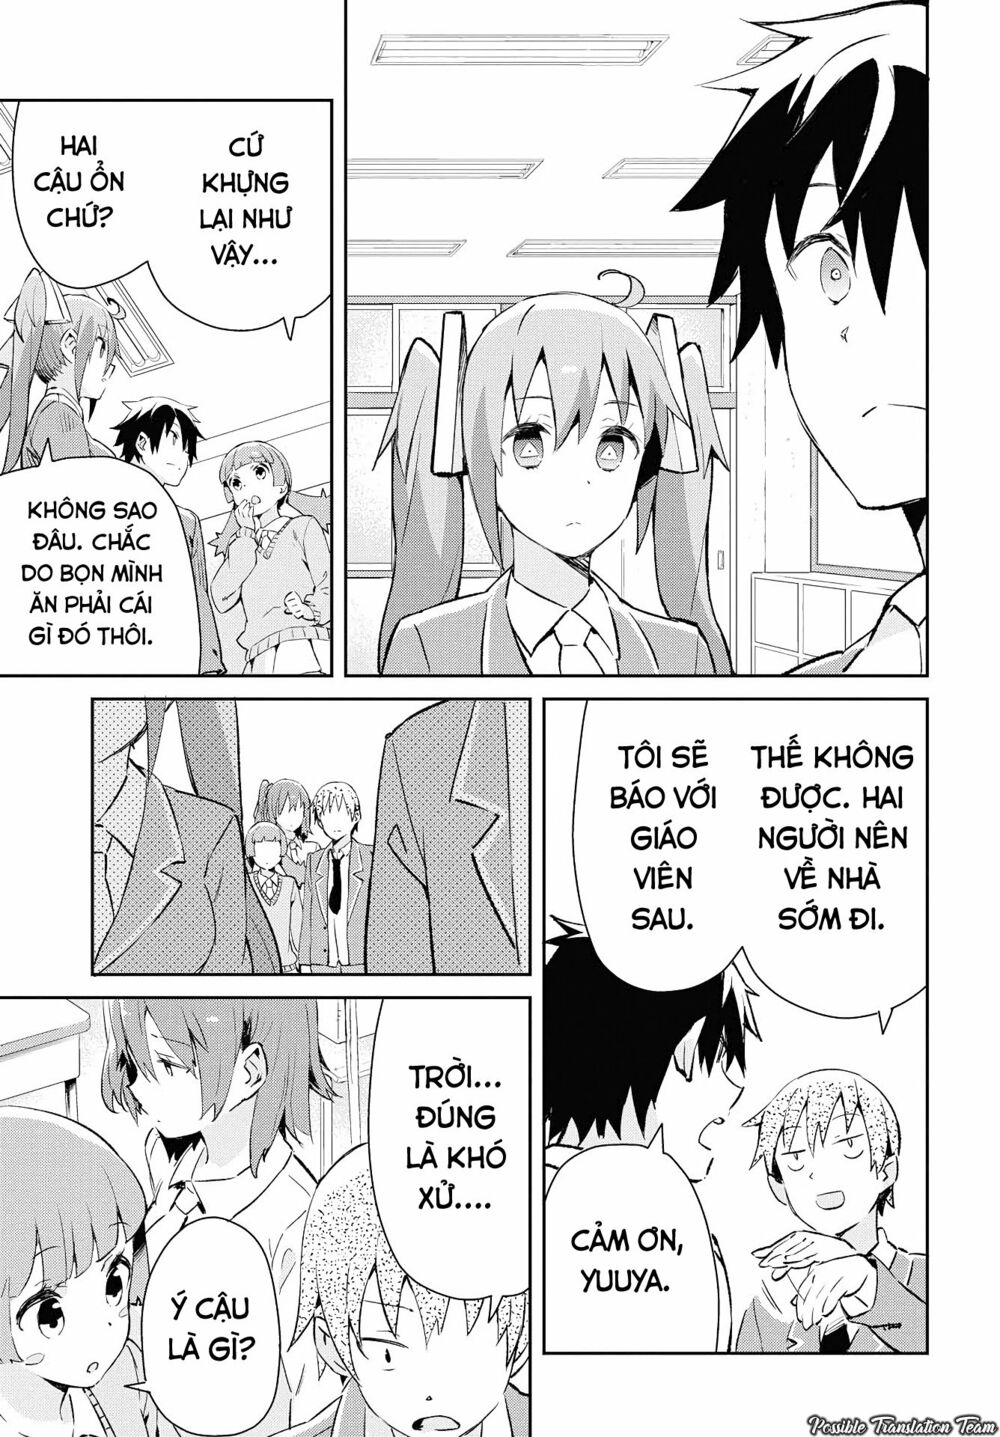 CỨ
KHỰNG
LẠI NHƯ
VẬY...
HAI
CẬU ỔN
CHỨ?
KHÔNG SAO
ĐÂU. CHẮC
DO BỌN MÌNH
ĂN PHẢI CÁI
GÌ ĐÓ THÔI.
THẾ KHÔNG
ĐƯỢC. HAI
NGƯỜI NÊN
VỀ NHÀ
SỚM ĐI.
TÔI SẼ
BÁO VỚI
GIÁO
VIÊN
SAU.
CẢM ƠN,
YUUYA.
TRỜI...
ĐÚNG
LÀ KHÓ
XỬ....
Ý CẬU
LÀ GÌ?
Possible Translation Team